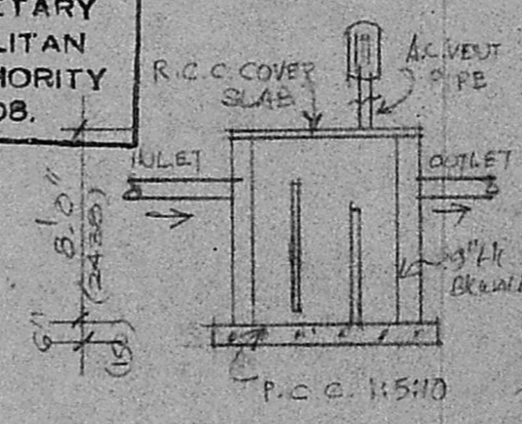 ETARY
LITAN
HORITY
08.
R.C.C. COVER
SLAB
A.C. VENT
PIPE
INLET
OUTLET
8'.0"
(2438)
6"
(15
9" thk
P.C.C. 1:5:10